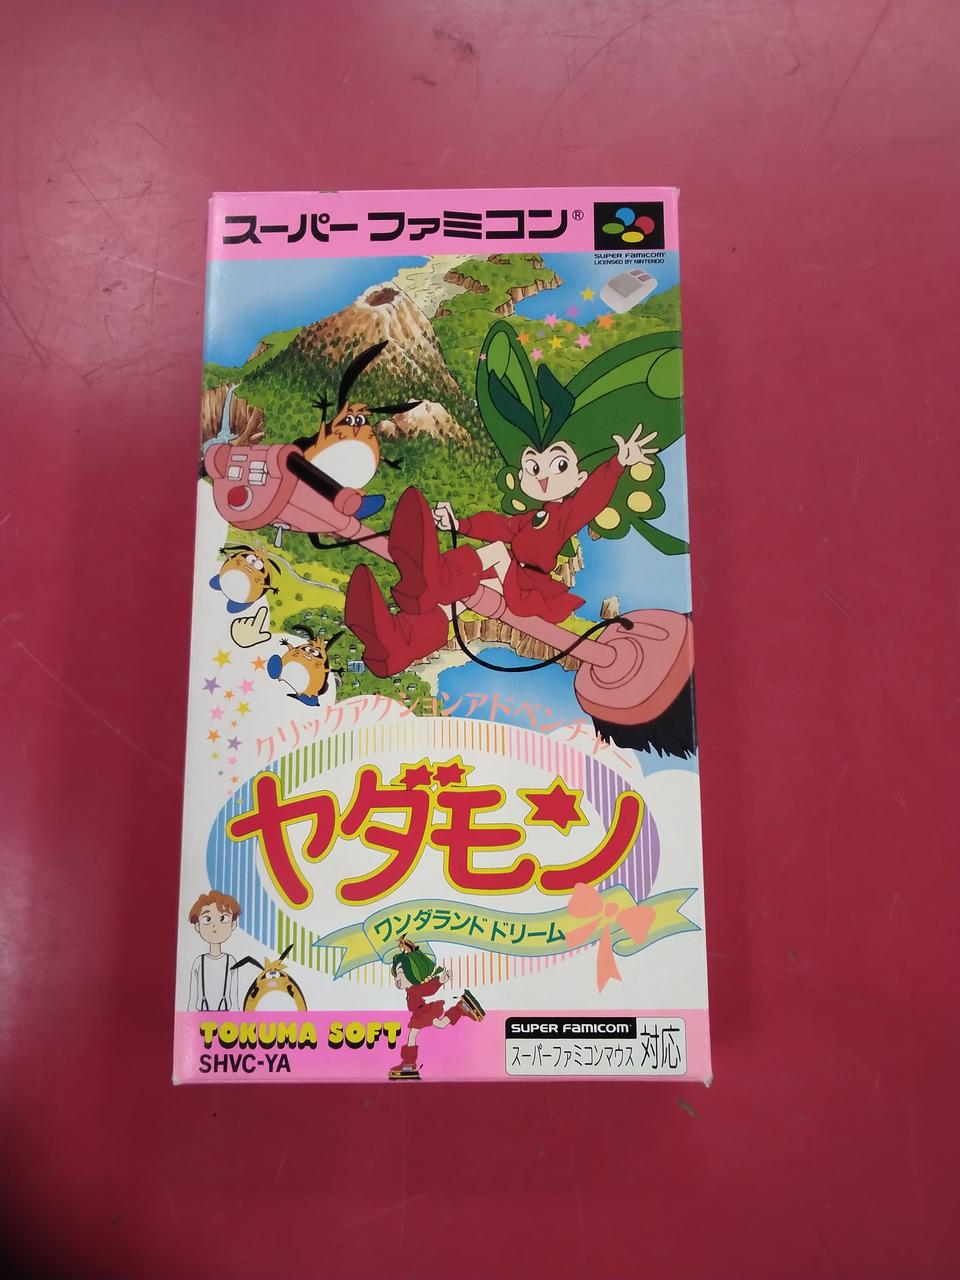 スーパーファミコン®
SUPER FAMICOM
LICENSED BY NINTENDO
クリックアクションアドベンチャー
ヤダモン
ワンダランドドリーム
TOKUMA SOFT
SHVC-YA
SUPER FAMICOM
スーパーファミコンマウス 対応